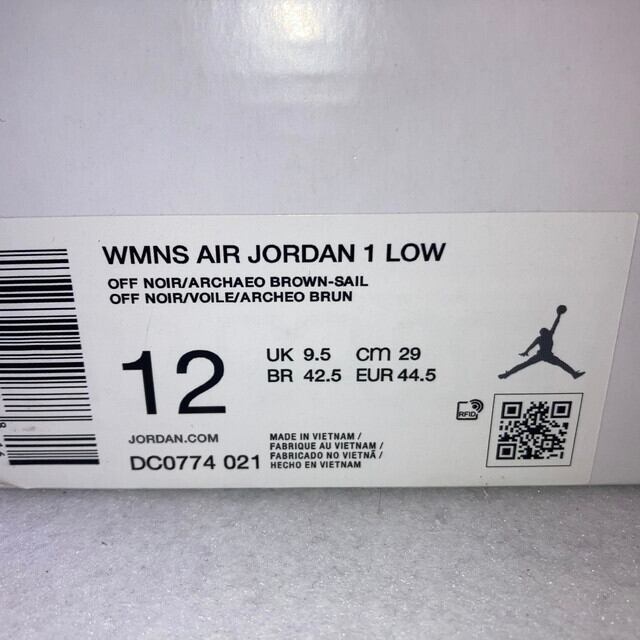 WMNS AIR JORDAN 1 LOW
OFF NOIR/ARCHAEO BROWN-SAIL
OFF NOIR/VOILE/ARCHEO BRUN
12
UK 9.5 cm 29
BR 42.5 EUR 44.5
JORDAN.COM
DC0774 021
MADE IN VIETNAM /
FABRIQUE AU VIETNAM /
FABRICADO NO VIETNÃ /
HECHO EN VIETNAM
RFID